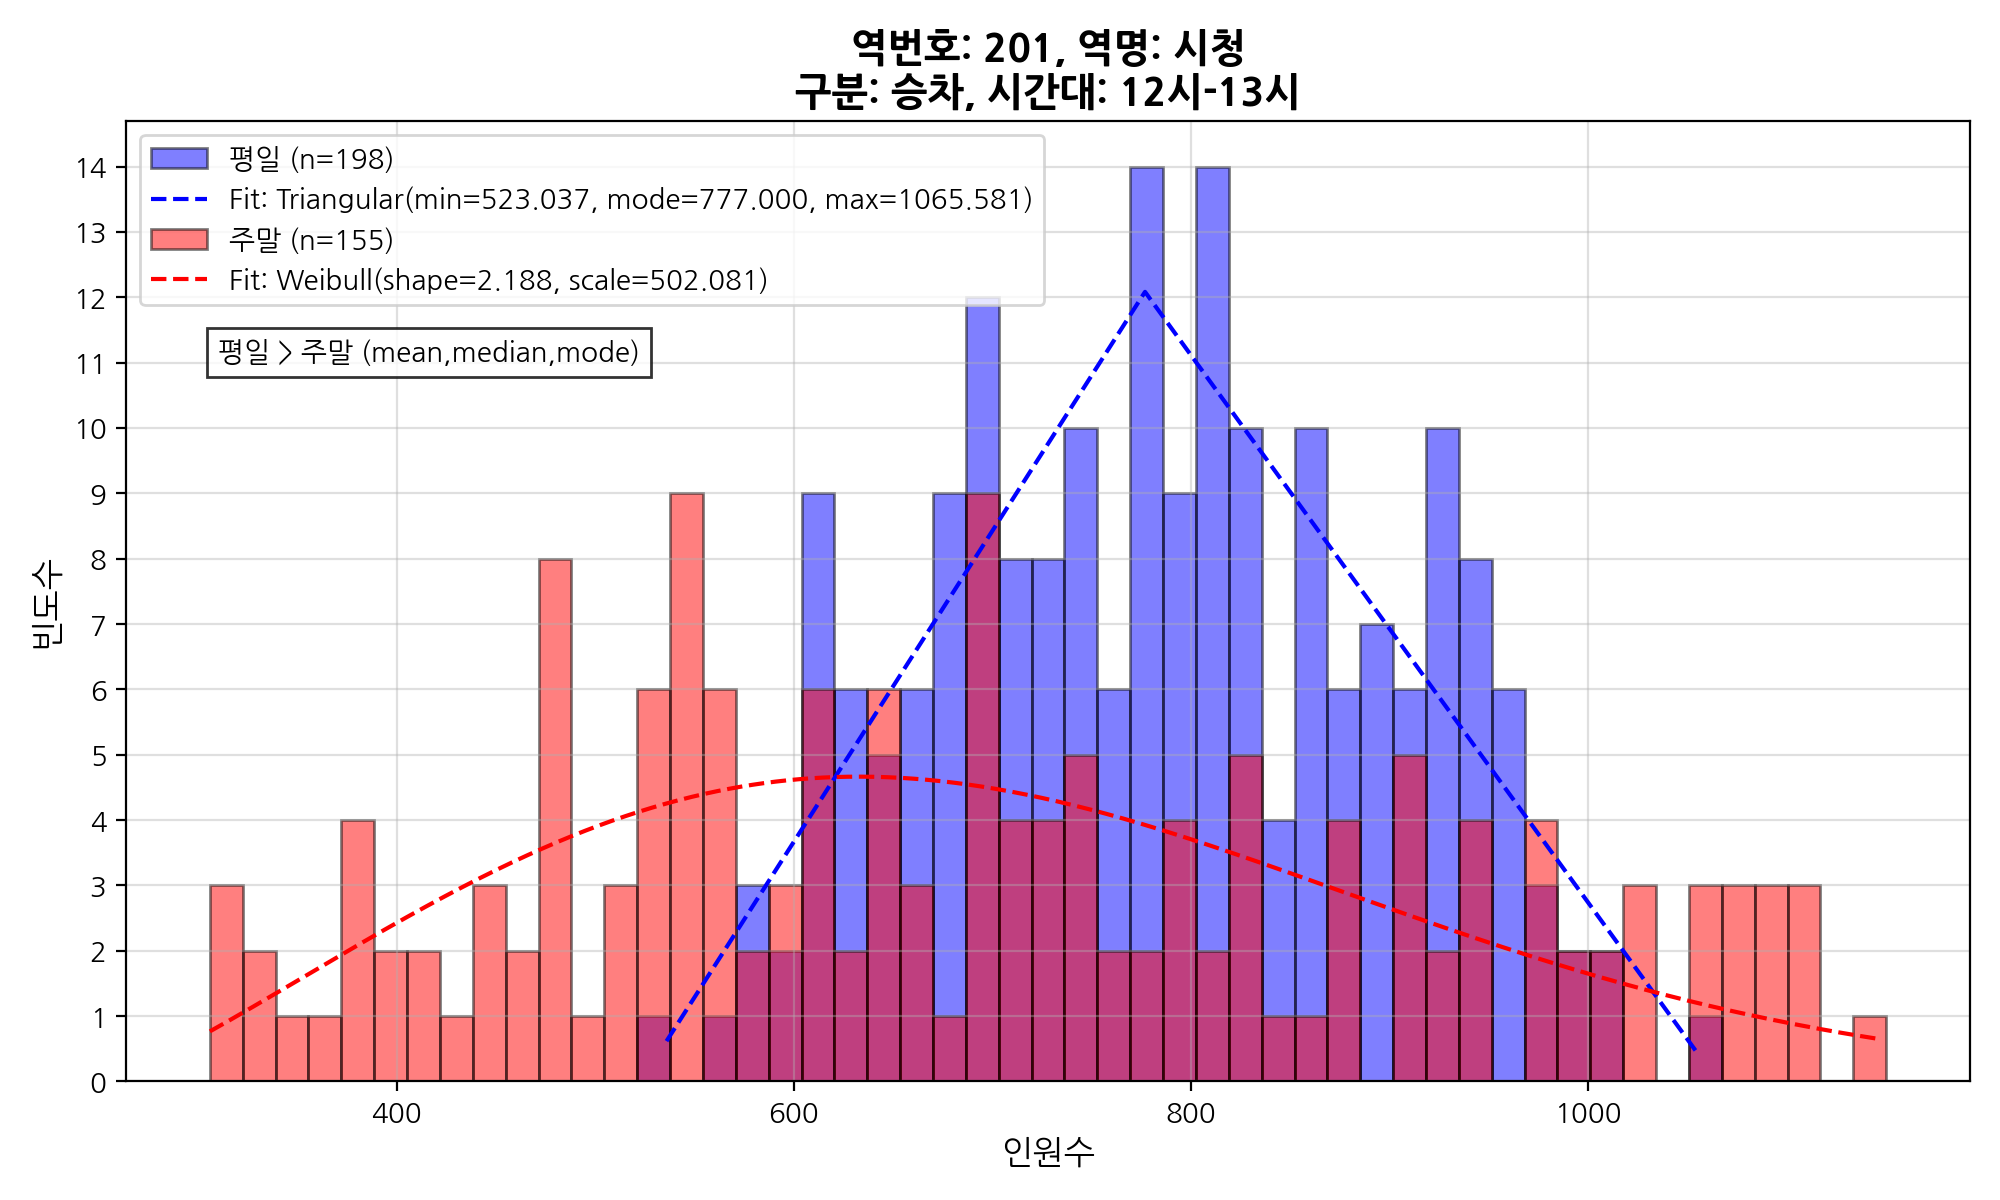 역번호: 201, 역명: 시청
구분: 승차, 시간대: 12시-13시
평일 (n=198)
Fit: Triangular(min=523.037, mode=777.000, max=1065.581)
주말 (n=155)
Fit: Weibull(shape=2.188, scale=502.081)
평일 > 주말 (mean,median,mode)
빈도수
14
13
12
11
10
9
8
7
6
5
4
3
2
1
0
400 600 800 1000
인원수